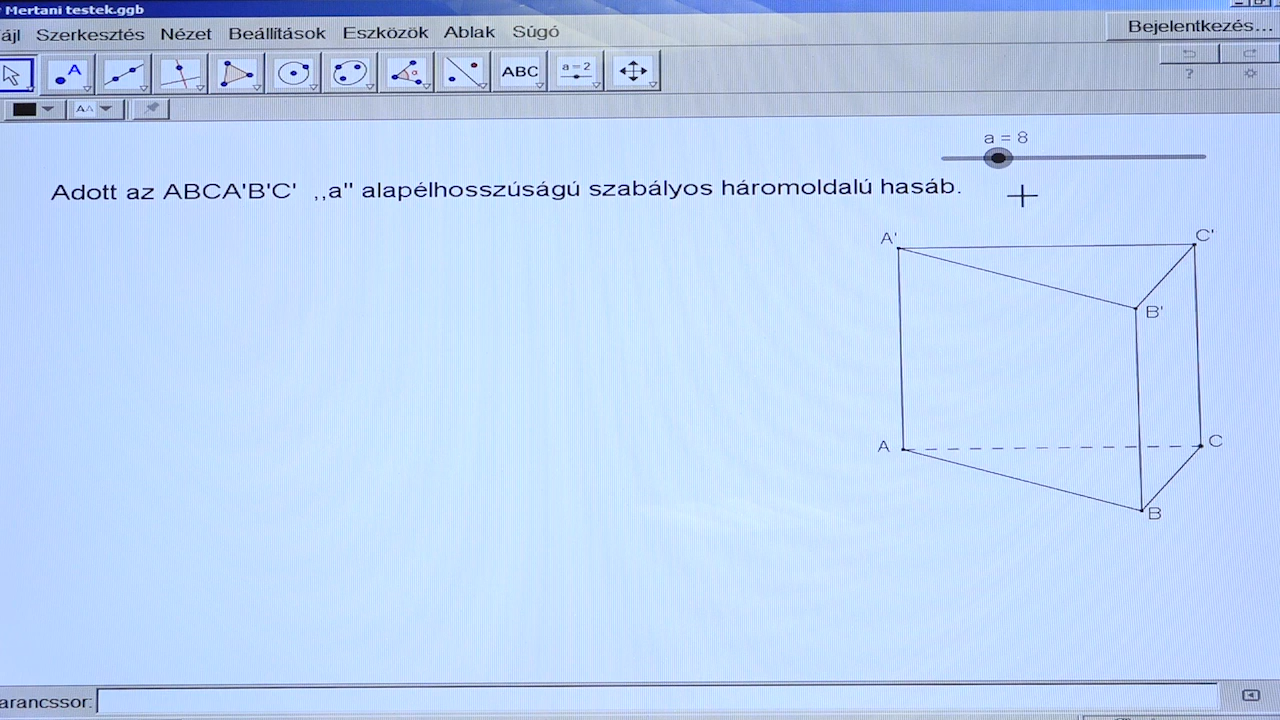 Mertani testek.ggb
ájl Szerkesztés Nézet Beállítások Eszközök Ablak Súgó
Bejelentkezés...
A
α
ABC
a = 2
?
AA
a = 8
Adott az ABCA'B'C' ,,a" alapélhosszúságú szabályos háromoldalú hasáb.
A'
C'
B'
A
C
B
arancssor: